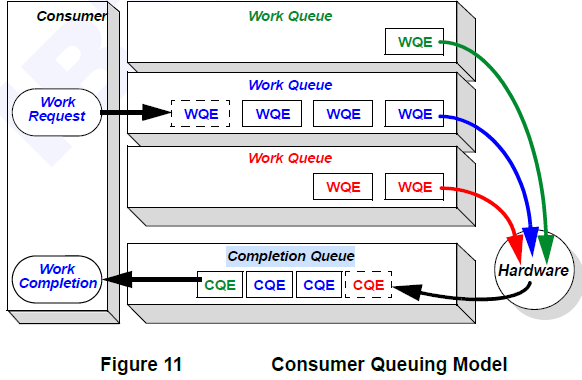 Consumer
Work Queue
WQE
Work Queue
Work
Request
WQE WQE WQE WQE
Work Queue
WQE WQE
Completion Queue
Hardware
Work
Completion
CQE CQE CQE CQE
Figure 11 Consumer Queuing Model